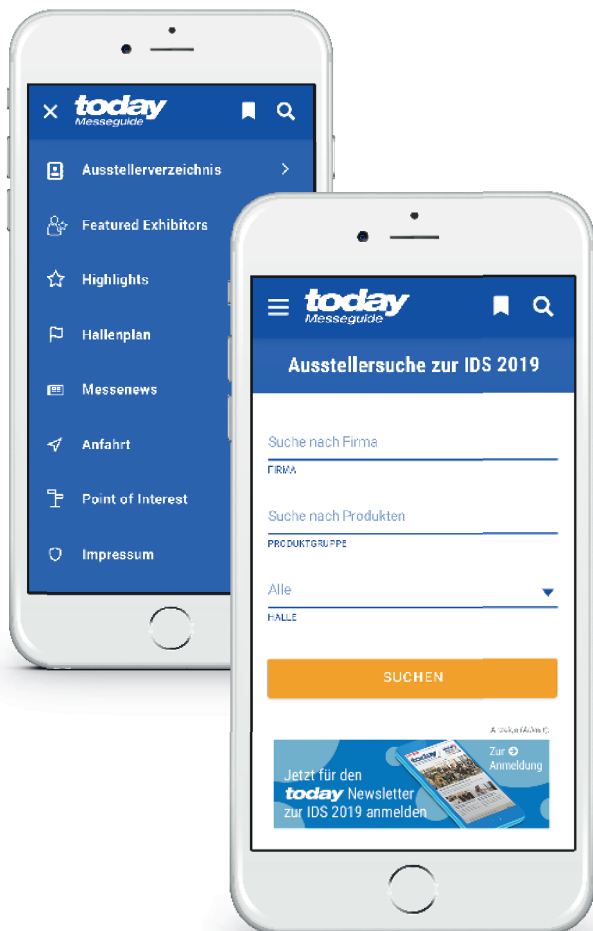 today
Messeguide
Ausstellerverzeichnis
Featured Exhibitors
Highlights
Hallenplan
Messenews
Anfahrt
Point of Interest
Impressum
today
Messeguide
Ausstellersuche zur IDS 2019
Suche nach Firma
FIRMA
Suche nach Produkten
PRODUKTGRUPPE
Alle
HALLE
SUCHEN
Jetzt für den
today Newsletter
zur IDS 2019 anmelden
Zur
Anmeldung